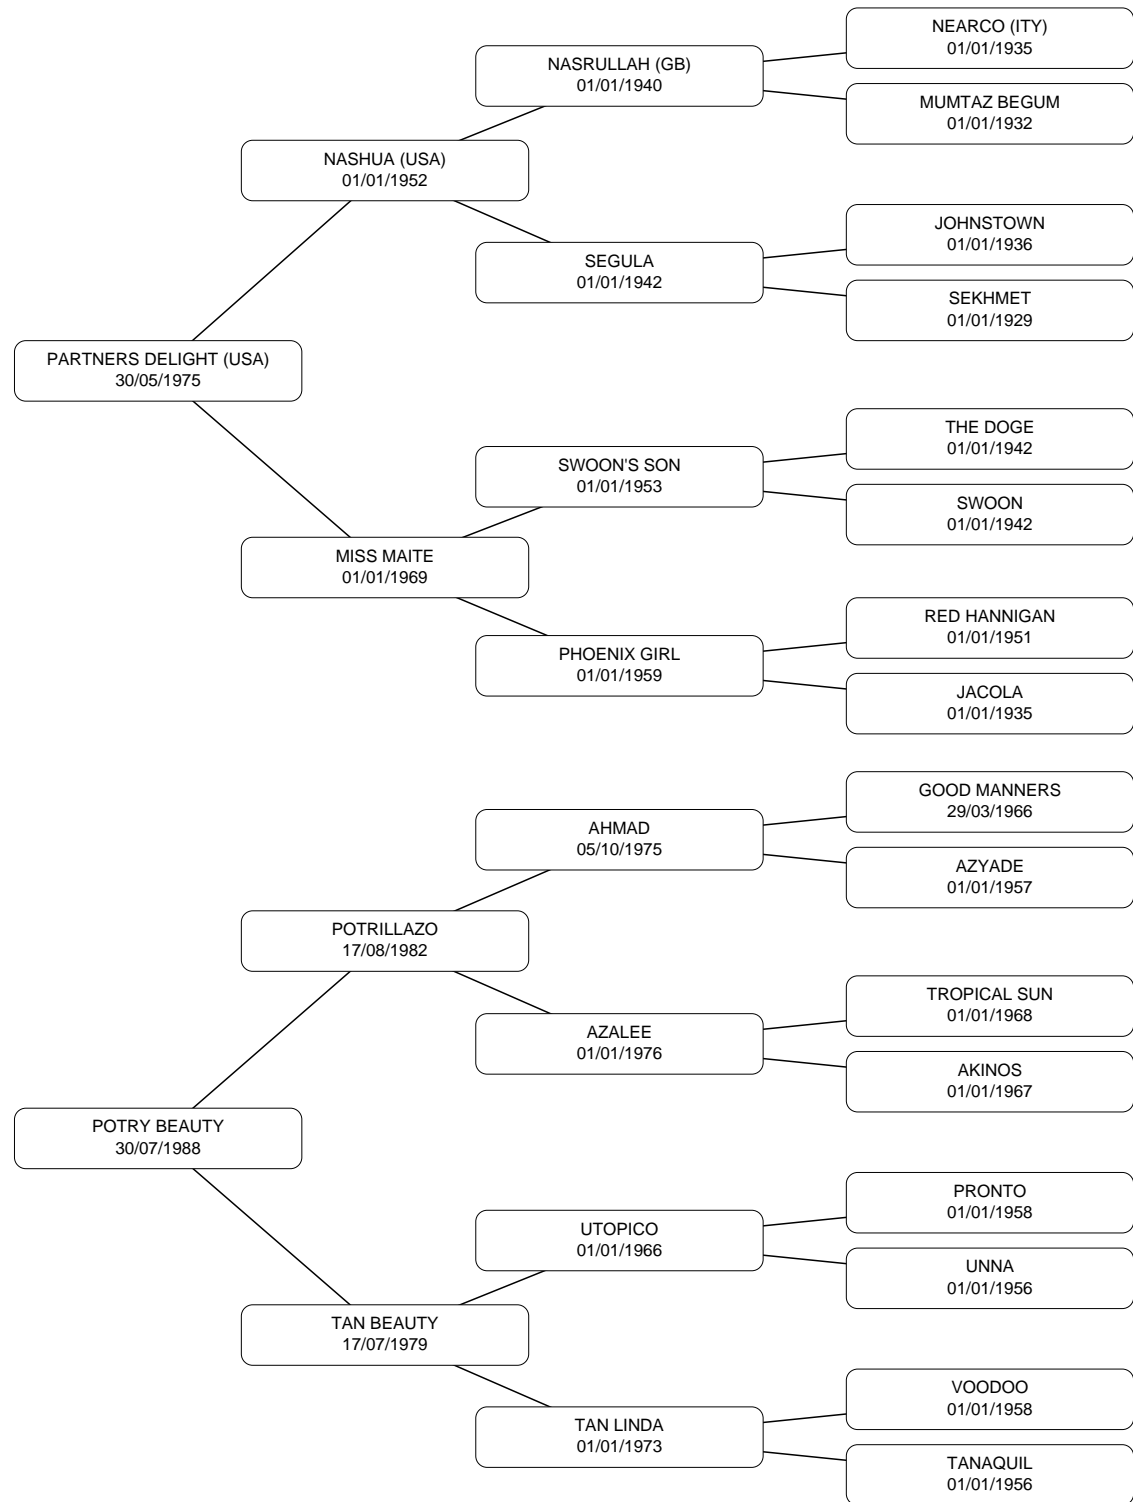 NEARCO (ITY)
01/01/1935
NASRULLAH (GB)
01/01/1940
MUMTAZ BEGUM
01/01/1932
NASHUA (USA)
01/01/1952
JOHNSTOWN
01/01/1936
SEGULA
01/01/1942
SEKHMET
01/01/1929
PARTNERS DELIGHT (USA)
30/05/1975
THE DOGE
01/01/1942
SWOON'S SON
01/01/1953
SWOON
01/01/1942
MISS MAITE
01/01/1969
RED HANNIGAN
01/01/1951
PHOENIX GIRL
01/01/1959
JACOLA
01/01/1935
GOOD MANNERS
29/03/1966
AHMAD
05/10/1975
AZYADE
01/01/1957
POTRILLAZO
17/08/1982
TROPICAL SUN
01/01/1968
AZALEE
01/01/1976
AKINOS
01/01/1967
POTRY BEAUTY
30/07/1988
PRONTO
01/01/1958
UTOPICO
01/01/1966
UNNA
01/01/1956
TAN BEAUTY
17/07/1979
VOODOO
01/01/1958
TAN LINDA
01/01/1973
TANAQUIL
01/01/1956